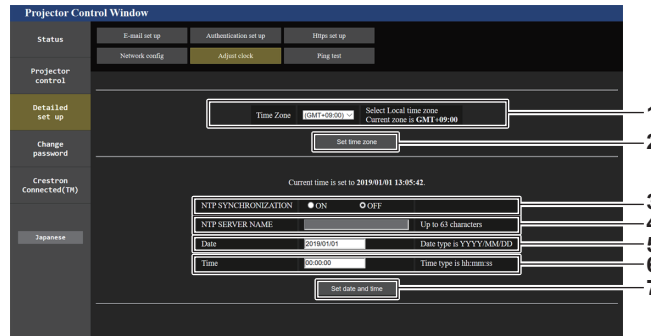 Projector Control Window
Status
E-mail set up
Authentication set up
Https set up
Network config
Adjust clock
Ping test
Projector
control
Detailed
set up
Change
password
Crestron
Connected(TM)
Japanese
Time Zone
(GMT+09:00)
Select Local time zone
Current zone is GMT+09:00
1
Set time zone
2
Current time is set to 2019/01/01 13:05:42.
NTP SYNCHRONIZATION ON OFF
3
NTP SERVER NAME Up to 63 characters
4
Date 2019/01/01 Date type is YYYY/MM/DD
5
Time 00:00:00 Time type is hh:mm:ss
6
Set date and time
7